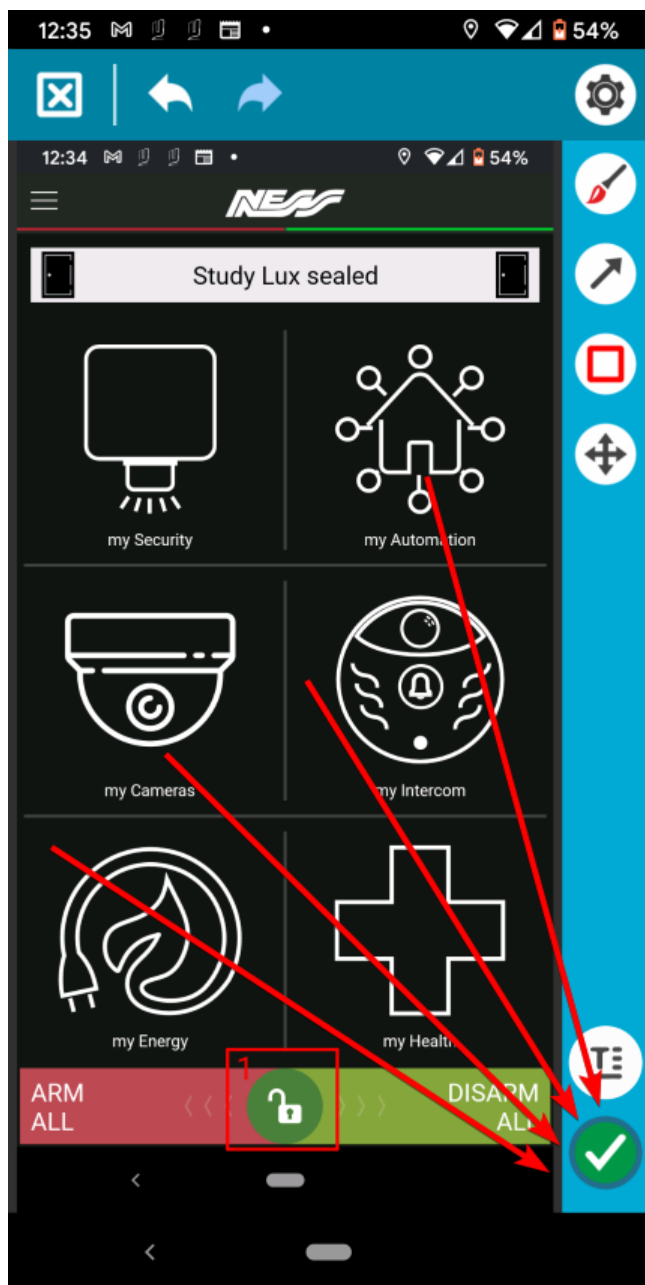 12:35 54%
12:34 54%
NESS
Study Lux sealed
my Security
my Automation
my Cameras
my Intercom
my Energy
my Health
1
ARM
ALL
DISARM
ALL
T